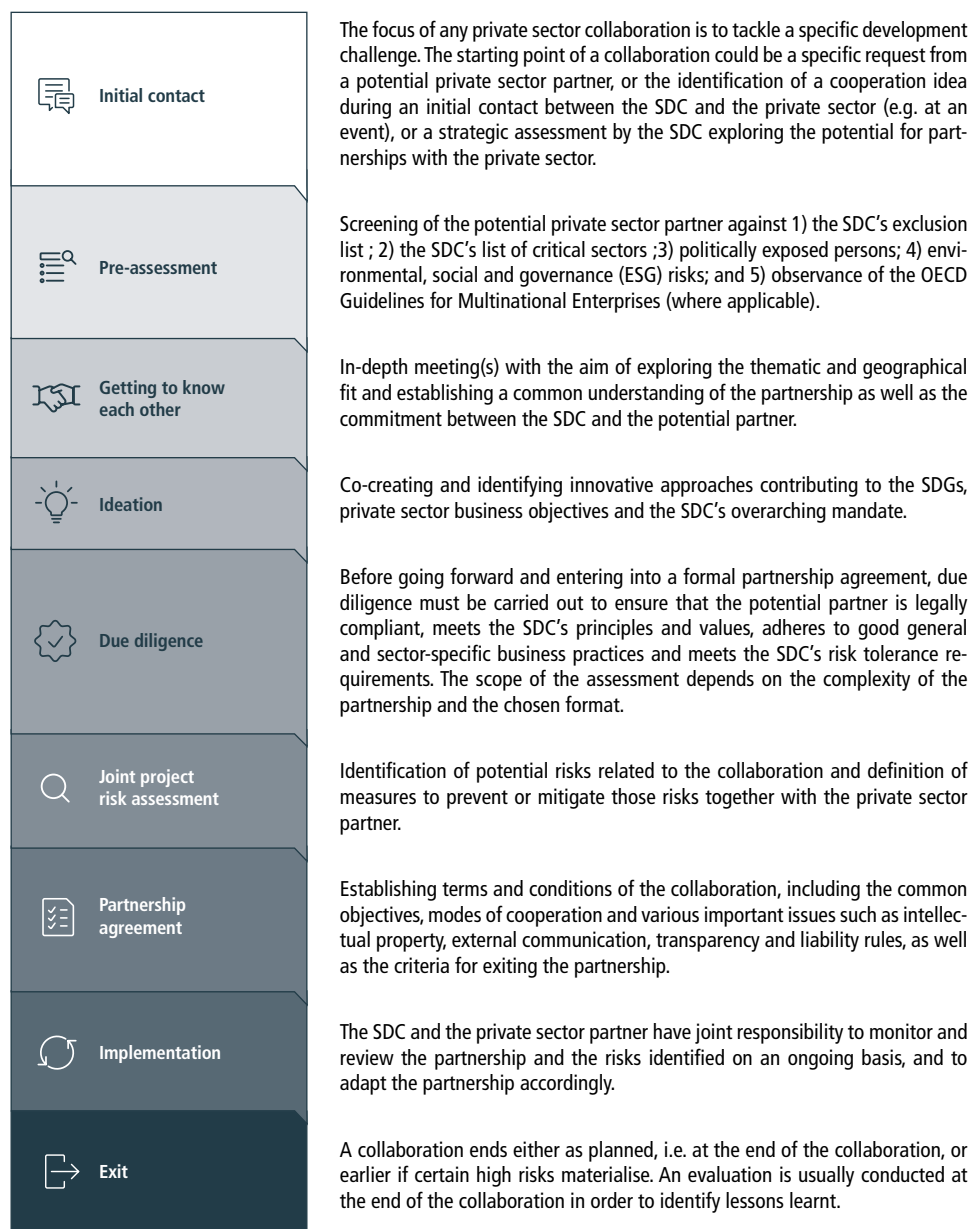 Initial contact
The focus of any private sector collaboration is to tackle a specific development
challenge. The starting point of a collaboration could be a specific request from
a potential private sector partner, or the identification of a cooperation idea
during an initial contact between the SDC and the private sector (e.g. at an
event), or a strategic assessment by the SDC exploring the potential for part-
nerships with the private sector.
Pre-assessment
Screening of the potential private sector partner against 1) the SDC’s exclusion
list ; 2) the SDC’s list of critical sectors ;3) politically exposed persons; 4) envi-
ronmental, social and governance (ESG) risks; and 5) observance of the OECD
Guidelines for Multinational Enterprises (where applicable).
Getting to know
each other
In-depth meeting(s) with the aim of exploring the thematic and geographical
fit and establishing a common understanding of the partnership as well as the
commitment between the SDC and the potential partner.
Ideation
Co-creating and identifying innovative approaches contributing to the SDGs,
private sector business objectives and the SDC’s overarching mandate.
Due diligence
Before going forward and entering into a formal partnership agreement, due
diligence must be carried out to ensure that the potential partner is legally
compliant, meets the SDC’s principles and values, adheres to good general
and sector-specific business practices and meets the SDC’s risk tolerance re-
quirements. The scope of the assessment depends on the complexity of the
partnership and the chosen format.
Joint project
risk assessment
Identification of potential risks related to the collaboration and definition of
measures to prevent or mitigate those risks together with the private sector
partner.
Partnership
agreement
Establishing terms and conditions of the collaboration, including the common
objectives, modes of cooperation and various important issues such as intellec-
tual property, external communication, transparency and liability rules, as well
as the criteria for exiting the partnership.
Implementation
The SDC and the private sector partner have joint responsibility to monitor and
review the partnership and the risks identified on an ongoing basis, and to
adapt the partnership accordingly.
Exit
A collaboration ends either as planned, i.e. at the end of the collaboration, or
earlier if certain high risks materialise. An evaluation is usually conducted at
the end of the collaboration in order to identify lessons learnt.